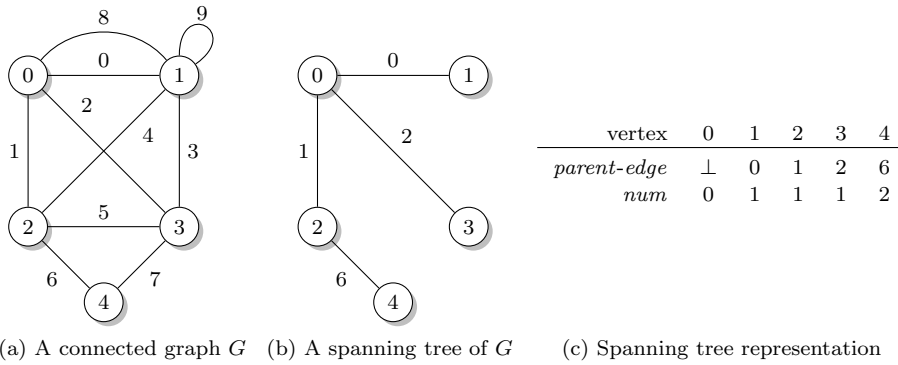 8
9
0
0 1
2
1 4 3
5
2 3
6 7
4
0
0 1
1 2
2 3
6
4
vertex 0 1 2 3 4
parent-edge ⊥ 0 1 2 6
num 0 1 1 1 2
(a) A connected graph G
(b) A spanning tree of G
(c) Spanning tree representation